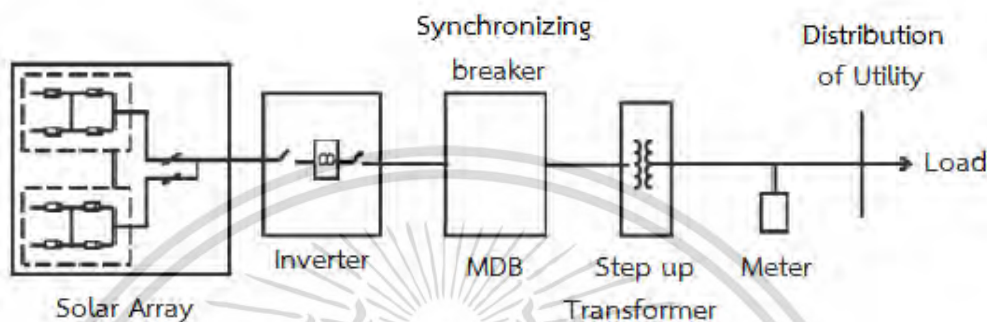 Synchronizing
breaker
Distribution
of Utility
Load
Inverter
MDB
Step up
Transformer
Meter
Solar Array